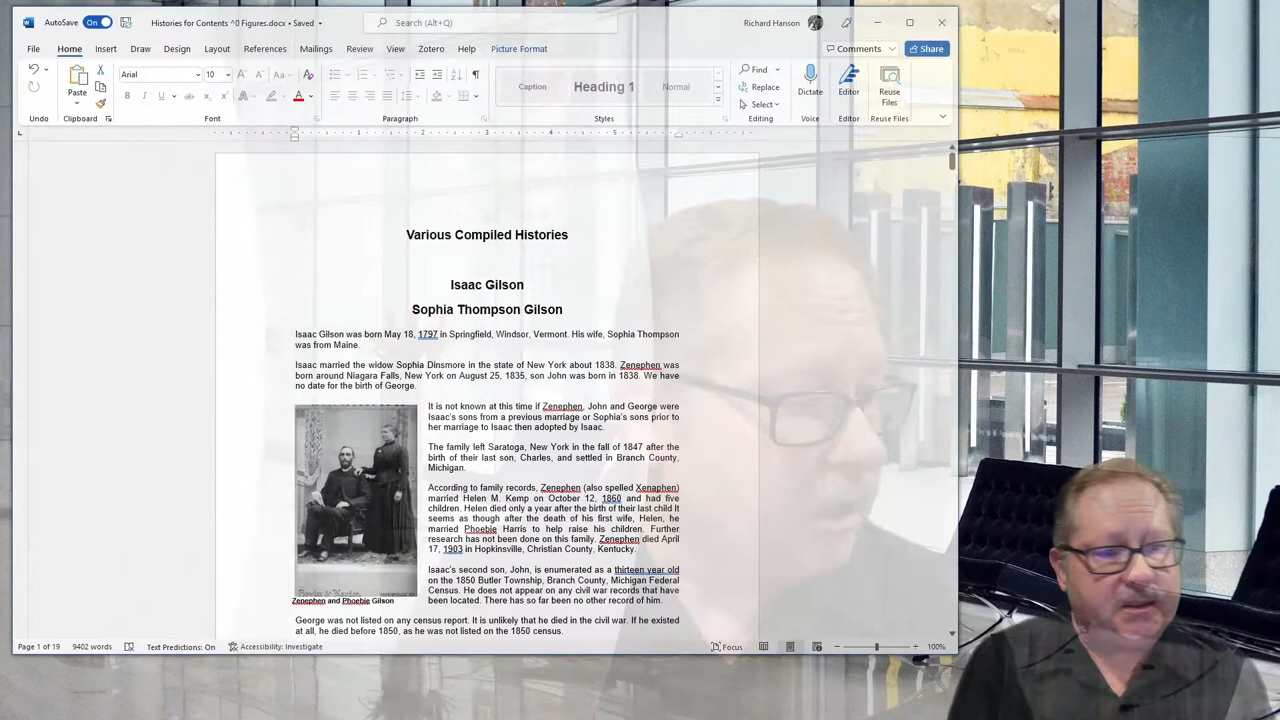 AutoSave On Histories for Contents ^0 Figures.docx • Saved Search (Alt+Q) Richard Hanson
File Home Insert Draw Design Layout References Mailings Review View Zotero Help Picture Format Comments Share
Paste Arial 10 Aa Caption Heading 1 Normal Find Replace Select Dictate Editor Reuse Files
Undo Clipboard Font Paragraph Styles Editing Voice Editor Reuse Files
1 2 3 4 5
Various Compiled Histories
Isaac Gilson
Sophia Thompson Gilson
Isaac Gilson was born May 18, 1797 in Springfield, Windsor, Vermont. His wife, Sophia Thompson
was from Maine.
Isaac married the widow Sophia Dinsmore in the state of New York about 1838. Zenephen was
born around Niagara Falls, New York on August 25, 1835, son John was born in 1838. We have
no date for the birth of George.
It is not known at this time if Zenephen, John and George were
Isaac's sons from a previous marriage or Sophia's sons prior to
her marriage to Isaac then adopted by Isaac.
The family left Saratoga, New York in the fall of 1847 after the
birth of their last son, Charles, and settled in Branch County,
Michigan.
According to family records, Zenephen (also spelled Xenaphen)
married Helen M. Kemp on October 12, 1860 and had five
children. Helen died only a year after the birth of their last child It
seems as though after the death of his first wife, Helen, he
married Phoebie Harris to help raise his children. Further
research has not been done on this family. Zenephen died April
17, 1903 in Hopkinsville, Christian County, Kentucky.
Isaac's second son, John, is enumerated as a thirteen year old
on the 1850 Butler Township, Branch County, Michigan Federal
Census. He does not appear on any civil war records that have
been located. There has so far been no other record of him.
Zenephen and Phoebie Gilson
George was not listed on any census report. It is unlikely that he died in the civil war. If he existed
at all, he died before 1850, as he was not listed on the 1850 census.
Page 1 of 19 9402 words Text Predictions: On Accessibility: Investigate Focus 100%